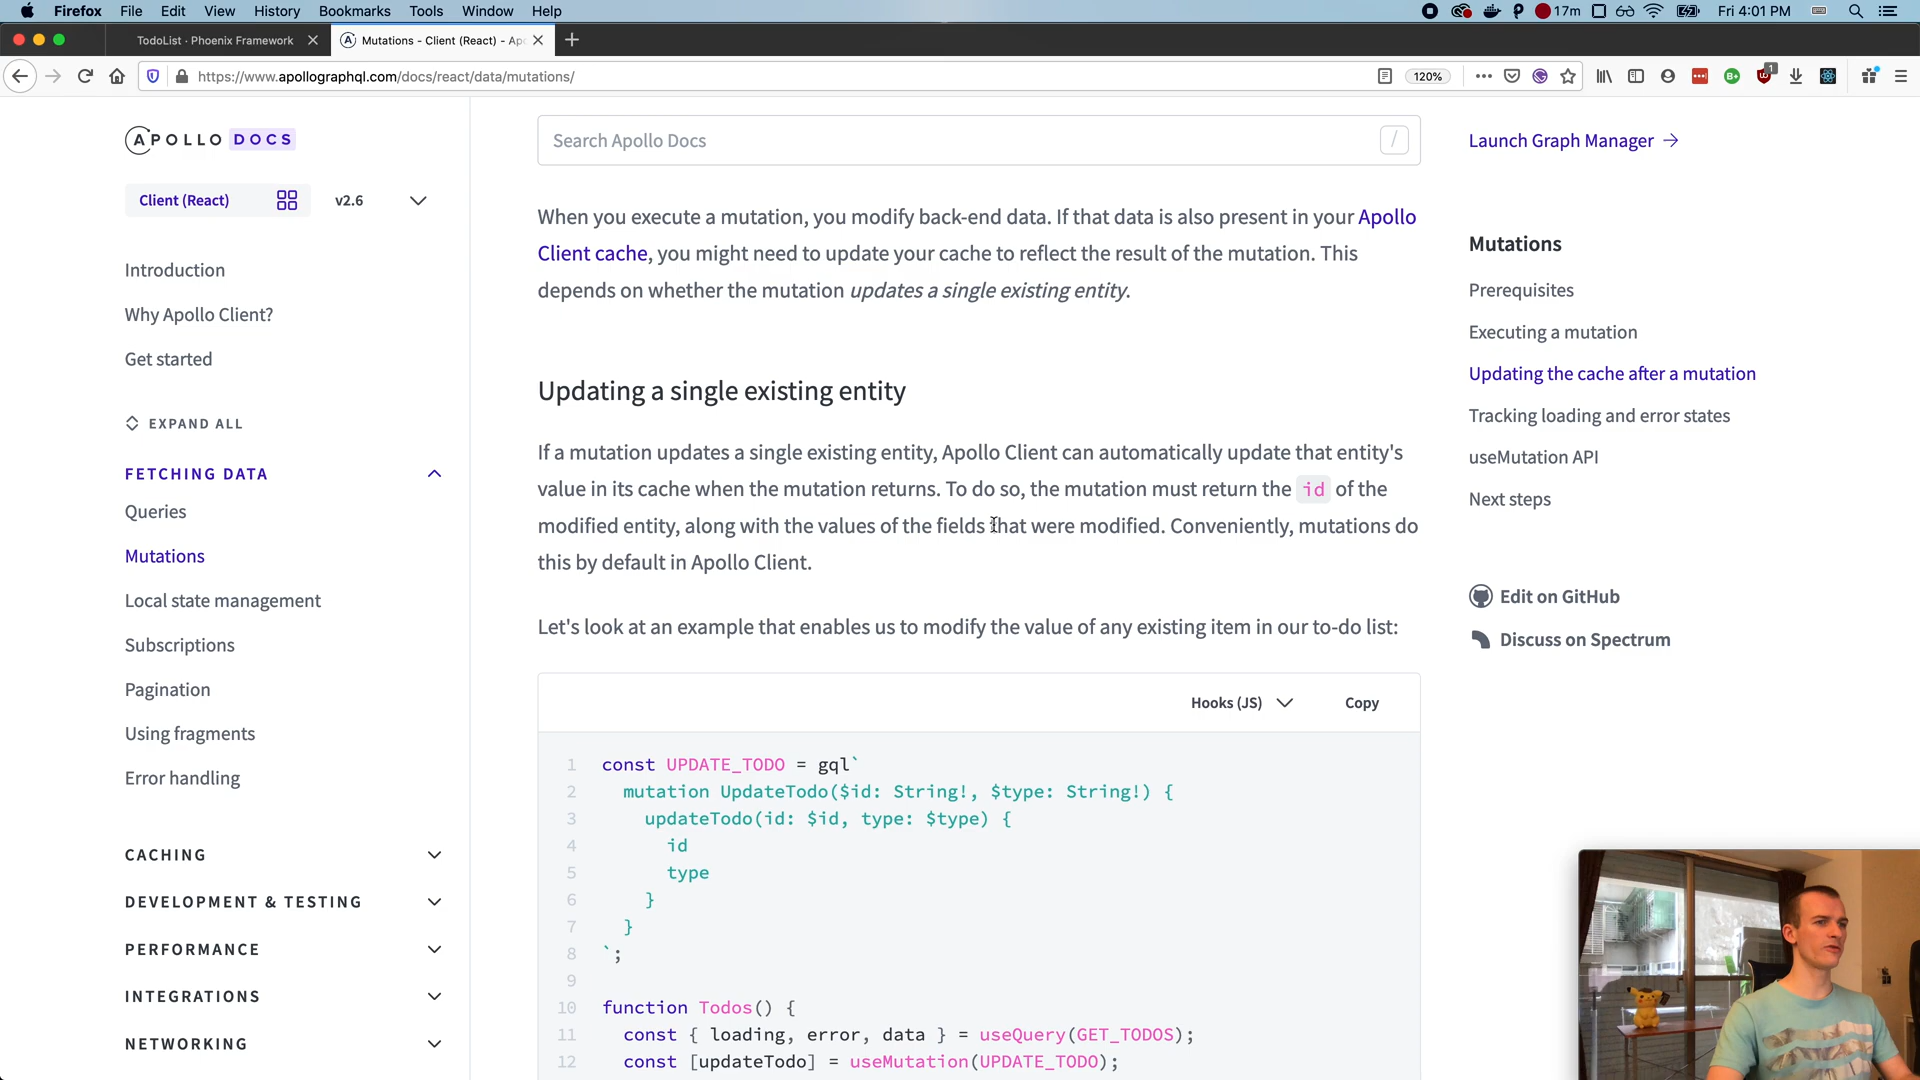 Firefox File Edit View History Bookmarks Tools Window Help
17m
Fri 4:01 PM
TodoList · Phoenix Framework
Mutations - Client (React) - Apo
https://www.apollographql.com/docs/react/data/mutations/
120%
1
APOLLO DOCS
Client (React)
v2.6
Introduction
Why Apollo Client?
Get started
EXPAND ALL
FETCHING DATA
Queries
Mutations
Local state management
Subscriptions
Pagination
Using fragments
Error handling
CACHING
DEVELOPMENT & TESTING
PERFORMANCE
INTEGRATIONS
NETWORKING
Search Apollo Docs
/
When you execute a mutation, you modify back-end data. If that data is also present in your Apollo
Client cache, you might need to update your cache to reflect the result of the mutation. This
depends on whether the mutation updates a single existing entity.
Updating a single existing entity
If a mutation updates a single existing entity, Apollo Client can automatically update that entity's
value in its cache when the mutation returns. To do so, the mutation must return the id of the
modified entity, along with the values of the fields that were modified. Conveniently, mutations do
this by default in Apollo Client.
Let's look at an example that enables us to modify the value of any existing item in our to-do list:
Hooks (JS)
Copy
1 const UPDATE_TODO = gql`
2 mutation UpdateTodo($id: String!, $type: String!) {
3 updateTodo(id: $id, type: $type) {
4 id
5 type
6 }
7 }
8 `;
9
10 function Todos() {
11 const { loading, error, data } = useQuery(GET_TODOS);
12 const [updateTodo] = useMutation(UPDATE_TODO);
Launch Graph Manager →
Mutations
Prerequisites
Executing a mutation
Updating the cache after a mutation
Tracking loading and error states
useMutation API
Next steps
Edit on GitHub
Discuss on Spectrum